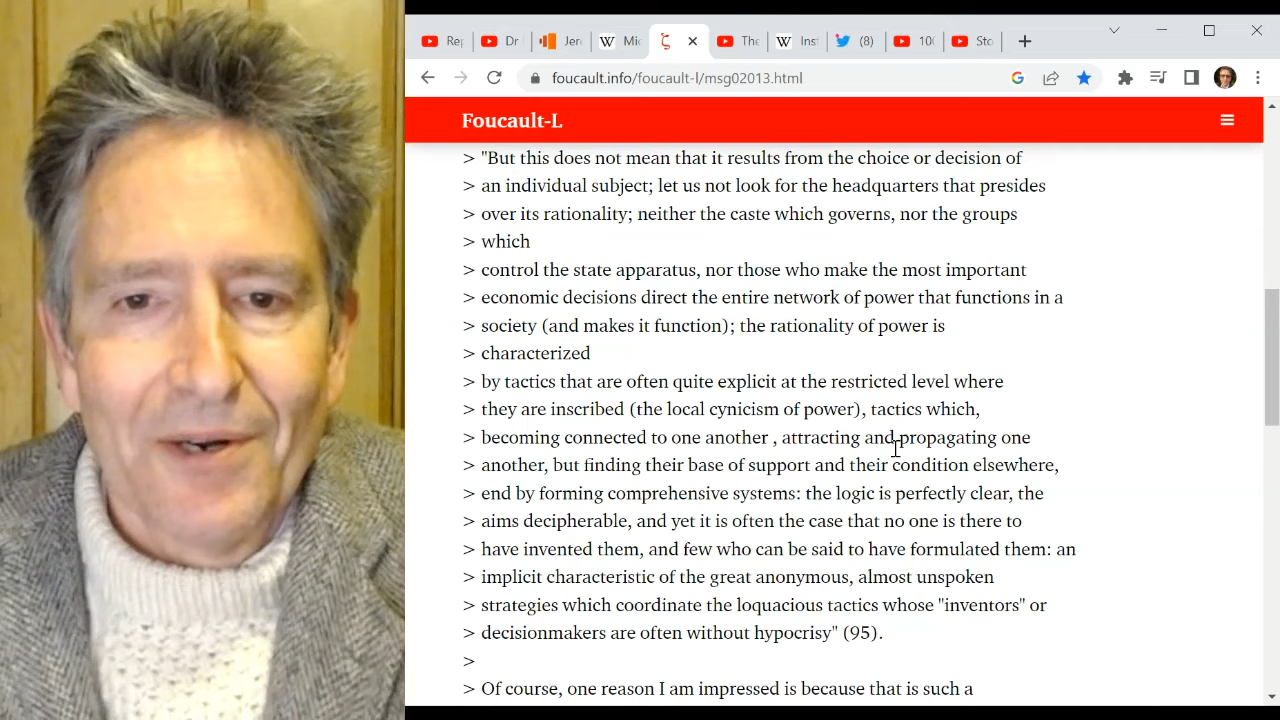 Rep
Dr
Jer
Mic
The
Inst
(8)
100
Sto
foucault.info/foucault-l/msg02013.html
Foucault-L
> "But this does not mean that it results from the choice or decision of
> an individual subject; let us not look for the headquarters that presides
> over its rationality; neither the caste which governs, nor the groups
> which
> control the state apparatus, nor those who make the most important
> economic decisions direct the entire network of power that functions in a
> society (and makes it function); the rationality of power is
> characterized
> by tactics that are often quite explicit at the restricted level where
> they are inscribed (the local cynicism of power), tactics which,
> becoming connected to one another , attracting and propagating one
> another, but finding their base of support and their condition elsewhere,
> end by forming comprehensive systems: the logic is perfectly clear, the
> aims decipherable, and yet it is often the case that no one is there to
> have invented them, and few who can be said to have formulated them: an
> implicit characteristic of the great anonymous, almost unspoken
> strategies which coordinate the loquacious tactics whose "inventors" or
> decisionmakers are often without hypocrisy" (95).
>
> Of course, one reason I am impressed is because that is such a